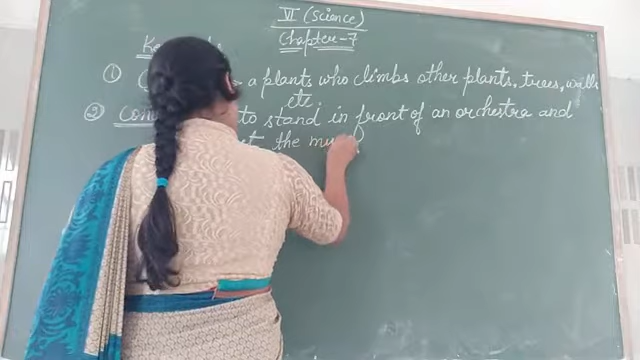 VI (Science)
Chapter-7
① - a plants who climbs other plants, trees, walls
etc.
② to stand in front of an orchestra and
the